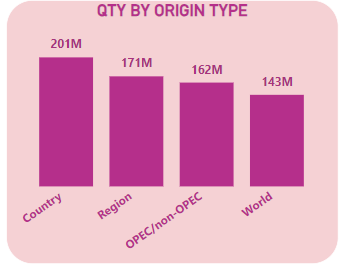 QTY BY ORIGIN TYPE
201M
171M
162M
143M
Country
Region
OPEC/non-OPEC
World